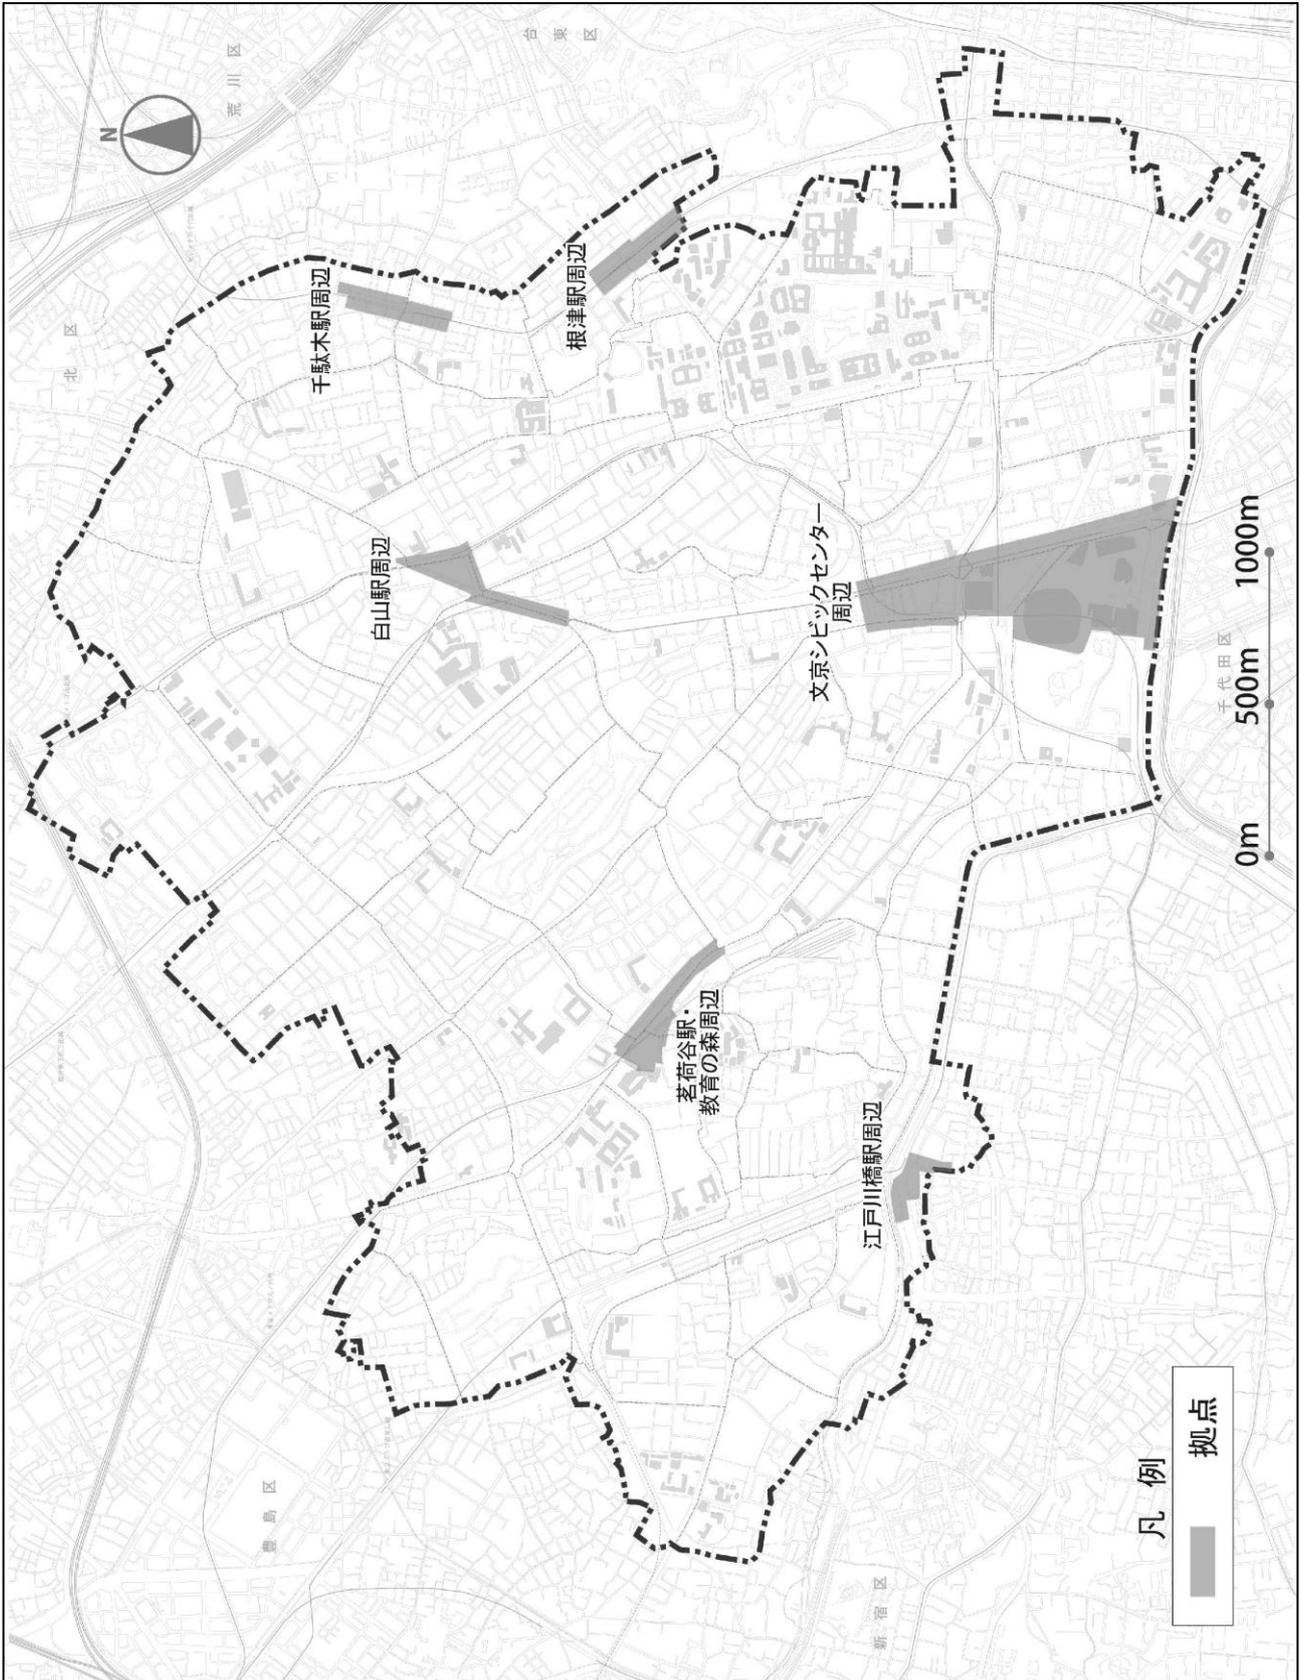 N
荒川区
台東区
北区
千駄木駅周辺
根津駅周辺
白山駅周辺
文京シビックセンター
周辺
茗荷谷駅・
教育の森周辺
江戸川橋駅周辺
豊島区
新宿区
千代田区
凡例
拠点
0m
500m
1000m